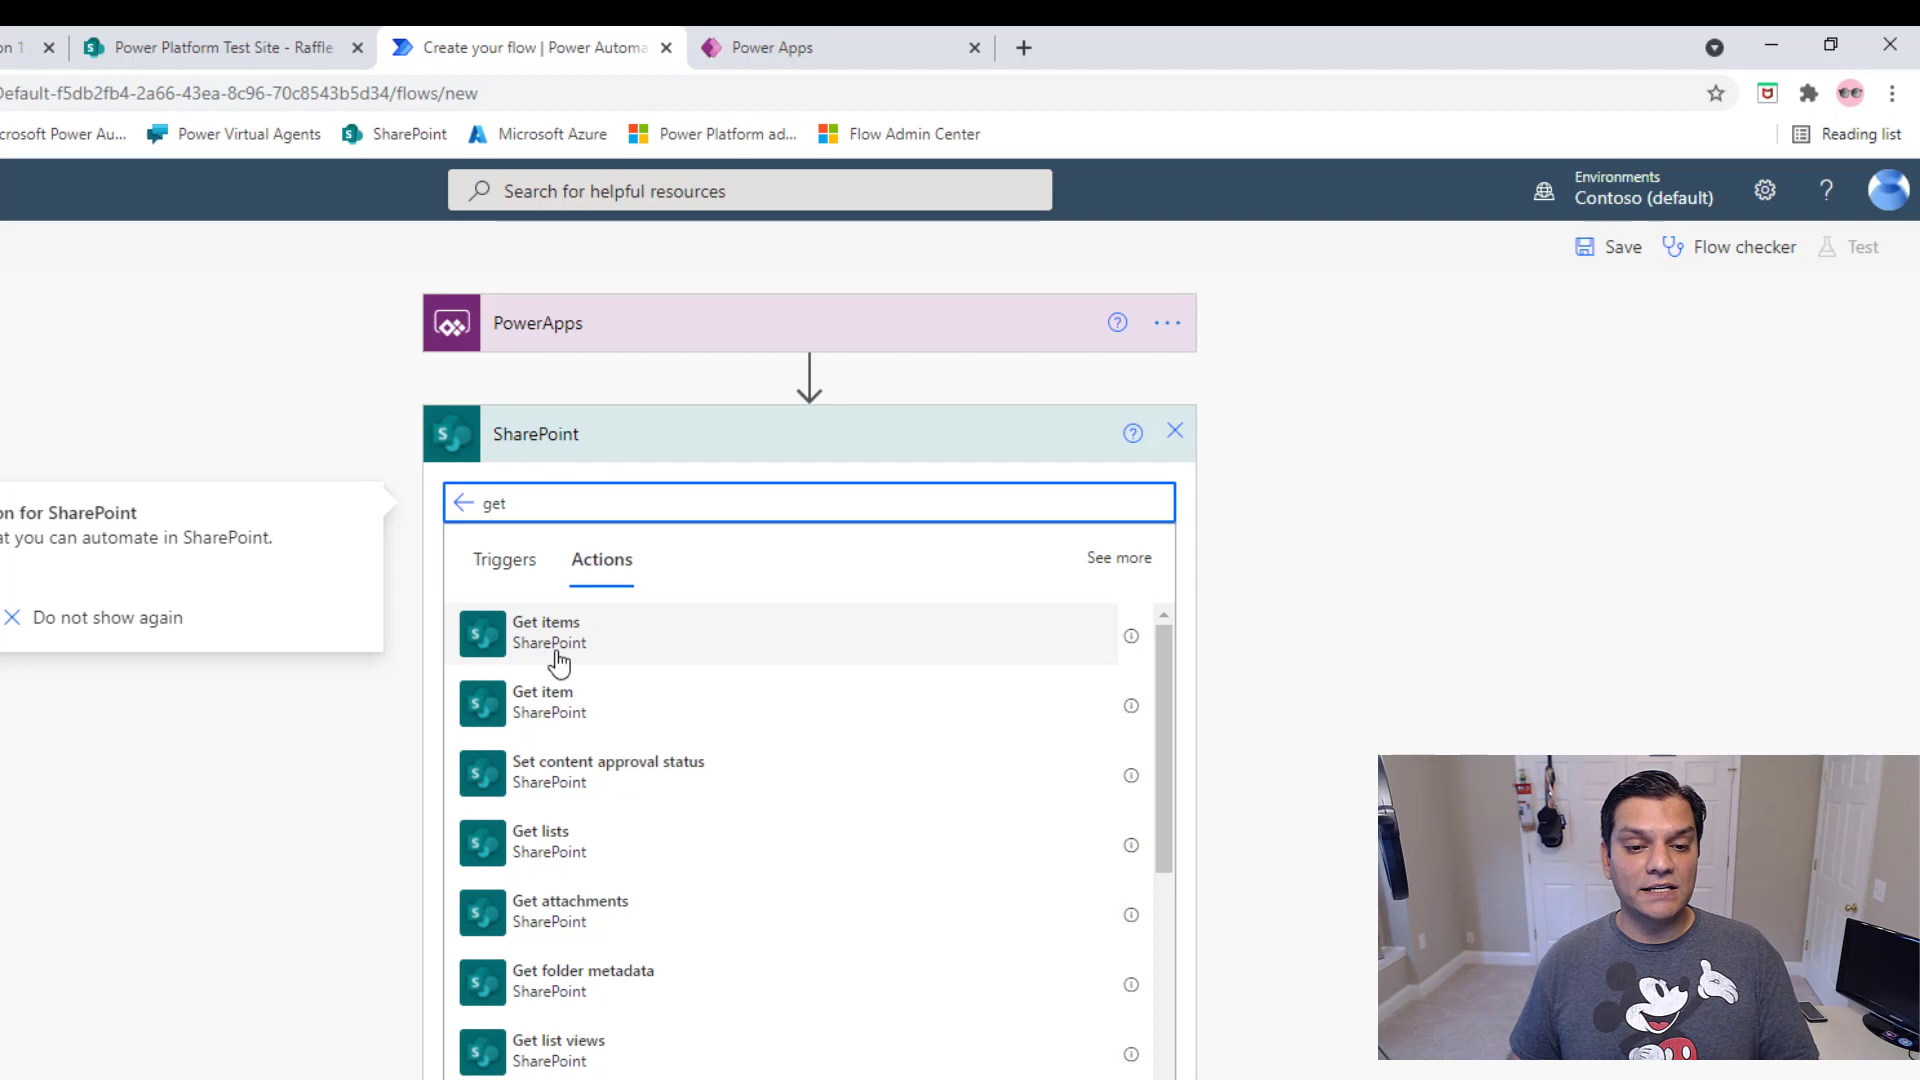 on 1
Power Platform Test Site - Raffle
Create your flow | Power Automa
Power Apps
Default-f5db2fb4-2a66-43ea-8c96-70c8543b5d34/flows/new
crosoft Power Au...
Power Virtual Agents
SharePoint
Microsoft Azure
Power Platform ad...
Flow Admin Center
Reading list
Search for helpful resources
Environments
Contoso (default)
Save
Flow checker
Test
PowerApps
SharePoint
on for SharePoint
at you can automate in SharePoint.
Do not show again
get
Triggers
Actions
See more
Get items
SharePoint
Get item
SharePoint
Set content approval status
SharePoint
Get lists
SharePoint
Get attachments
SharePoint
Get folder metadata
SharePoint
Get list views
SharePoint